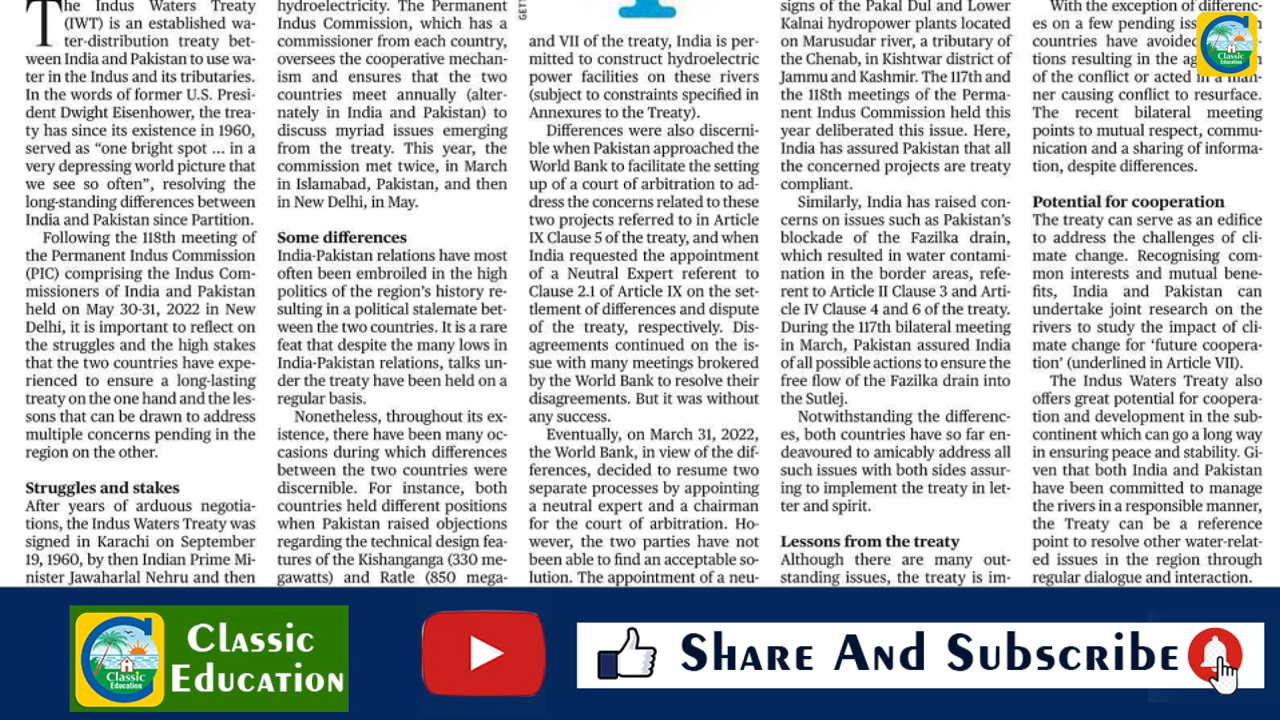 The Indus Waters Treaty
(IWT) is an established wa-
ter-distribution treaty bet-
ween India and Pakistan to use wa-
ter in the Indus and its tributaries.
In the words of former U.S. Presi-
dent Dwight Eisenhower, the trea-
ty has since its existence in 1960,
served as “one bright spot ... in a
very depressing world picture that
we see so often”, resolving the
long-standing differences between
India and Pakistan since Partition.
Following the 118th meeting of
the Permanent Indus Commission
(PIC) comprising the Indus Com-
missioners of India and Pakistan
held on May 30-31, 2022 in New
Delhi, it is important to reflect on
the struggles and the high stakes
that the two countries have expe-
rienced to ensure a long-lasting
treaty on the one hand and the les-
sons that can be drawn to address
multiple concerns pending in the
region on the other.
Struggles and stakes
After years of arduous negotia-
tions, the Indus Waters Treaty was
signed in Karachi on September
19, 1960, by then Indian Prime Mi-
nister Jawaharlal Nehru and then
hydroelectricity. The Permanent
Indus Commission, which has a
commissioner from each country,
oversees the cooperative mechan-
ism and ensures that the two
countries meet annually (alter-
nately in India and Pakistan) to
discuss myriad issues emerging
from the treaty. This year, the
commission met twice, in March
in Islamabad, Pakistan, and then
in New Delhi, in May.
Some differences
India-Pakistan relations have most
often been embroiled in the high
politics of the region’s history re-
sulting in a political stalemate bet-
ween the two countries. It is a rare
feat that despite the many lows in
India-Pakistan relations, talks un-
der the treaty have been held on a
regular basis.
Nonetheless, throughout its ex-
istence, there have been many oc-
casions during which differences
between the two countries were
discernible. For instance, both
countries held different positions
when Pakistan raised objections
regarding the technical design fea-
tures of the Kishanganga (330 me-
gawatts) and Ratle (850 mega-
GETT
and VII of the treaty, India is per-
mitted to construct hydroelectric
power facilities on these rivers
(subject to constraints specified in
Annexures to the Treaty).
Differences were also discerni-
ble when Pakistan approached the
World Bank to facilitate the setting
up of a court of arbitration to ad-
dress the concerns related to these
two projects referred to in Article
IX Clause 5 of the treaty, and when
India requested the appointment
of a Neutral Expert referent to
Clause 2.1 of Article IX on the set-
tlement of differences and dispute
of the treaty, respectively. Dis-
agreements continued on the is-
sue with many meetings brokered
by the World Bank to resolve their
disagreements. But it was without
any success.
Eventually, on March 31, 2022,
the World Bank, in view of the dif-
ferences, decided to resume two
separate processes by appointing
a neutral expert and a chairman
for the court of arbitration. Ho-
wever, the two parties have not
been able to find an acceptable so-
lution. The appointment of a neu-
signs of the Pakal Dul and Lower
Kalnai hydropower plants located
on Marusudar river, a tributary of
the Chenab, in Kishtwar district of
Jammu and Kashmir. The 117th and
the 118th meetings of the Perma-
nent Indus Commission held this
year deliberated this issue. Here,
India has assured Pakistan that all
the concerned projects are treaty
compliant.
Similarly, India has raised con-
cerns on issues such as Pakistan’s
blockade of the Fazilka drain,
which resulted in water contami-
nation in the border areas, refe-
rent to Article II Clause 3 and Arti-
cle IV Clause 4 and 6 of the treaty.
During the 117th bilateral meeting
in March, Pakistan assured India
of all possible actions to ensure the
free flow of the Fazilka drain into
the Sutlej.
Notwithstanding the differenc-
es, both countries have so far en-
deavoured to amicably address all
such issues with both sides assur-
ing to implement the treaty in let-
ter and spirit.
Lessons from the treaty
Although there are many out-
standing issues, the treaty is im-
With the exception of differenc-
es on a few pending
countries have avoided
tions resulting in the
of the conflict or acted in a man-
ner causing conflict to resurface.
The recent bilateral meeting
points to mutual respect, commu-
nication and a sharing of informa-
tion, despite differences.
Potential for cooperation
The treaty can serve as an edifice
to address the challenges of cli-
mate change. Recognising com-
mon interests and mutual bene-
fits, India and Pakistan can
undertake joint research on the
rivers to study the impact of cli-
mate change for ‘future coopera-
tion’ (underlined in Article VII).
The Indus Waters Treaty also
offers great potential for coopera-
tion and development in the sub-
continent which can go a long way
in ensuring peace and stability. Gi-
ven that both India and Pakistan
have been committed to manage
the rivers in a responsible manner,
the Treaty can be a reference
point to resolve other water-relat-
ed issues in the region through
regular dialogue and interaction.
Classic
Education
Classic
Education
Classic
Education
Share And Subscribe